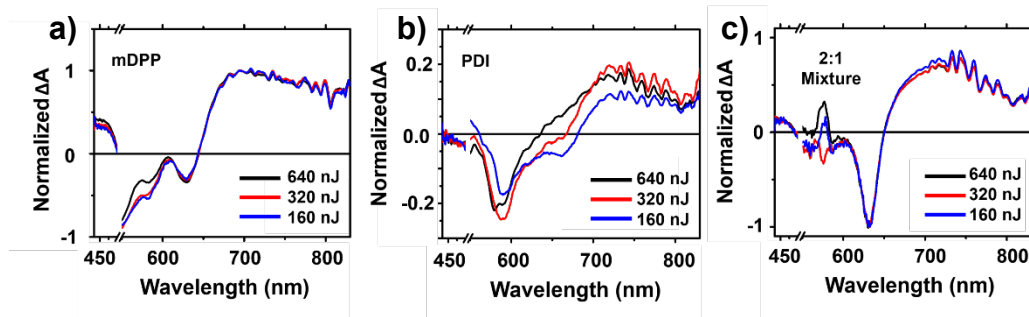 a)
mDPP
Normalized ΔA
1
0
-1
640 nJ
320 nJ
160 nJ
450
600
700
800
Wavelength (nm)
b)
PDI
Normalized ΔA
0.2
0.0
-0.2
640 nJ
320 nJ
160 nJ
450
600
700
800
Wavelength (nm)
c)
2:1
Mixture
Normalized ΔA
1
0
-1
640 nJ
320 nJ
160 nJ
450
600
700
800
Wavelength (nm)